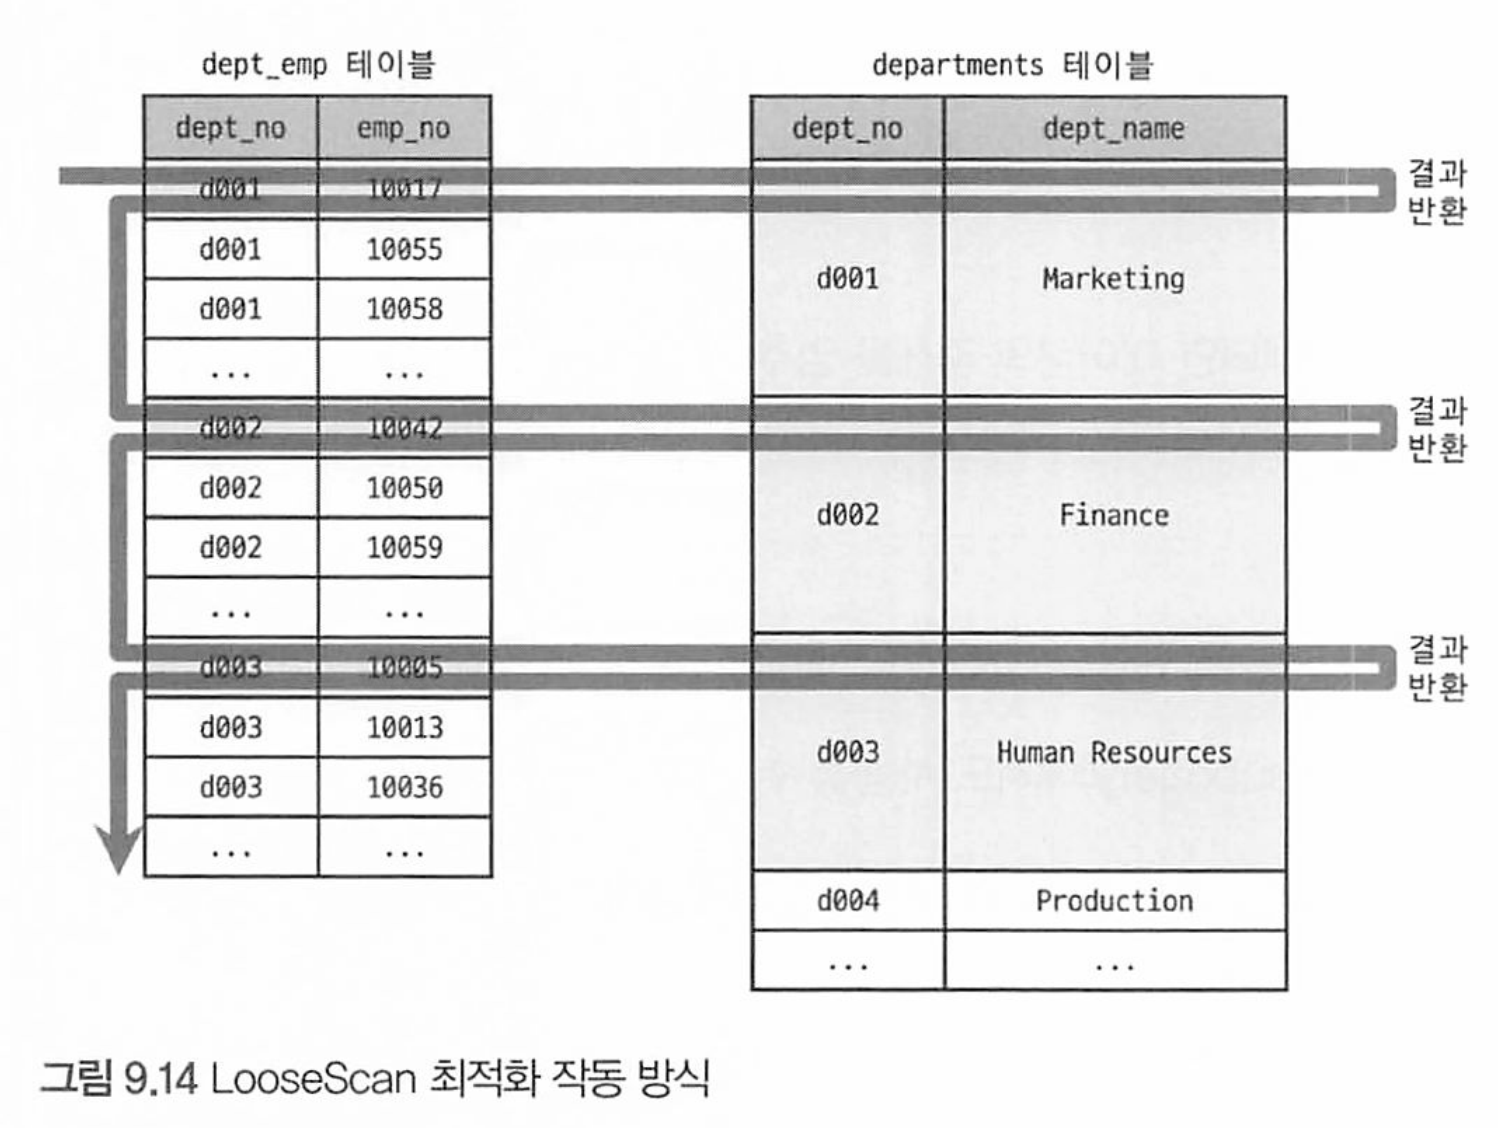 dept_emp 테이블
dept_no emp_no
d001 10017
d001 10055
d001 10058
... ...
d002 10042
d002 10050
d002 10059
... ...
d003 10005
d003 10013
d003 10036
... ...
departments 테이블
dept_no dept_name
d001 Marketing
d002 Finance
d003 Human Resources
d004 Production
... ...
결과
반환
결과
반환
결과
반환
그림 9.14 LooseScan 최적화 작동 방식